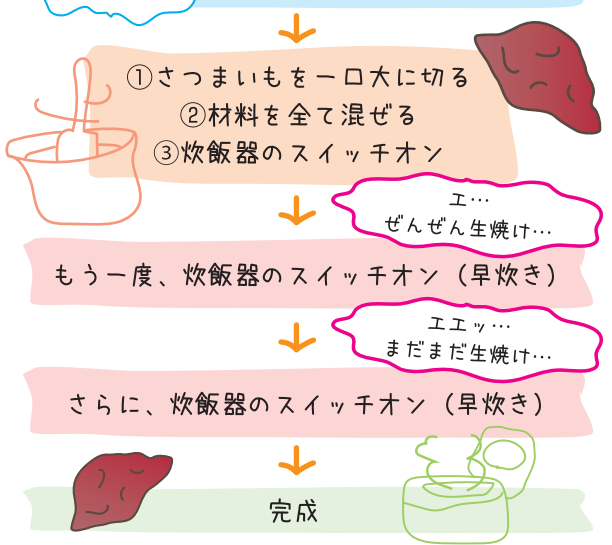 ①さつまいもを一口大に切る
②材料を全て混ぜる
③炊飯器のスイッチオン
エ…
ぜんぜん生焼け…
もう一度、炊飯器のスイッチオン（早炊き）
エエッ…
まだまだ生焼け…
さらに、炊飯器のスイッチオン（早炊き）
完成